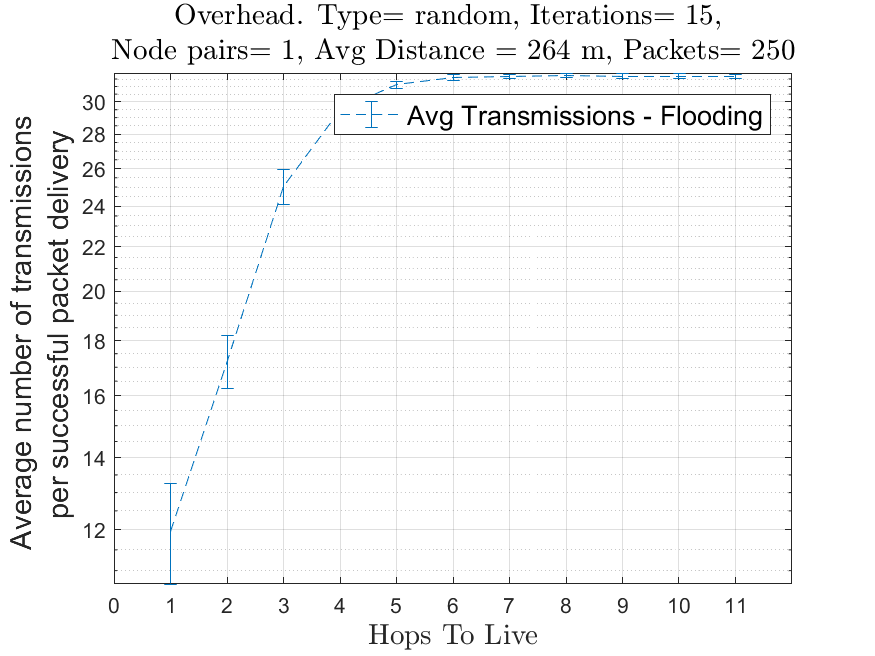 Overhead. Type= random, Iterations= 15,
Node pairs= 1, Avg Distance = 264 m, Packets= 250
Average number of transmissions
per successful packet delivery
30
28
26
24
22
20
18
16
14
12
Avg Transmissions - Flooding
0 1 2 3 4 5 6 7 8 9 10 11
Hops To Live